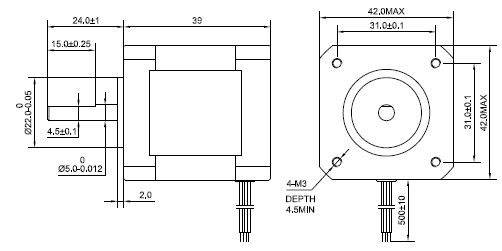 24.0±1
39
42.0MAX
31.0±0.1
15.0±0.25
0
Ø22.0-0.05
4.5±0.1
0
Ø5.0-0.012
2,0
31.0±0.1
42.0MAX
4-M3
DEPTH
4.5MIN
500±10